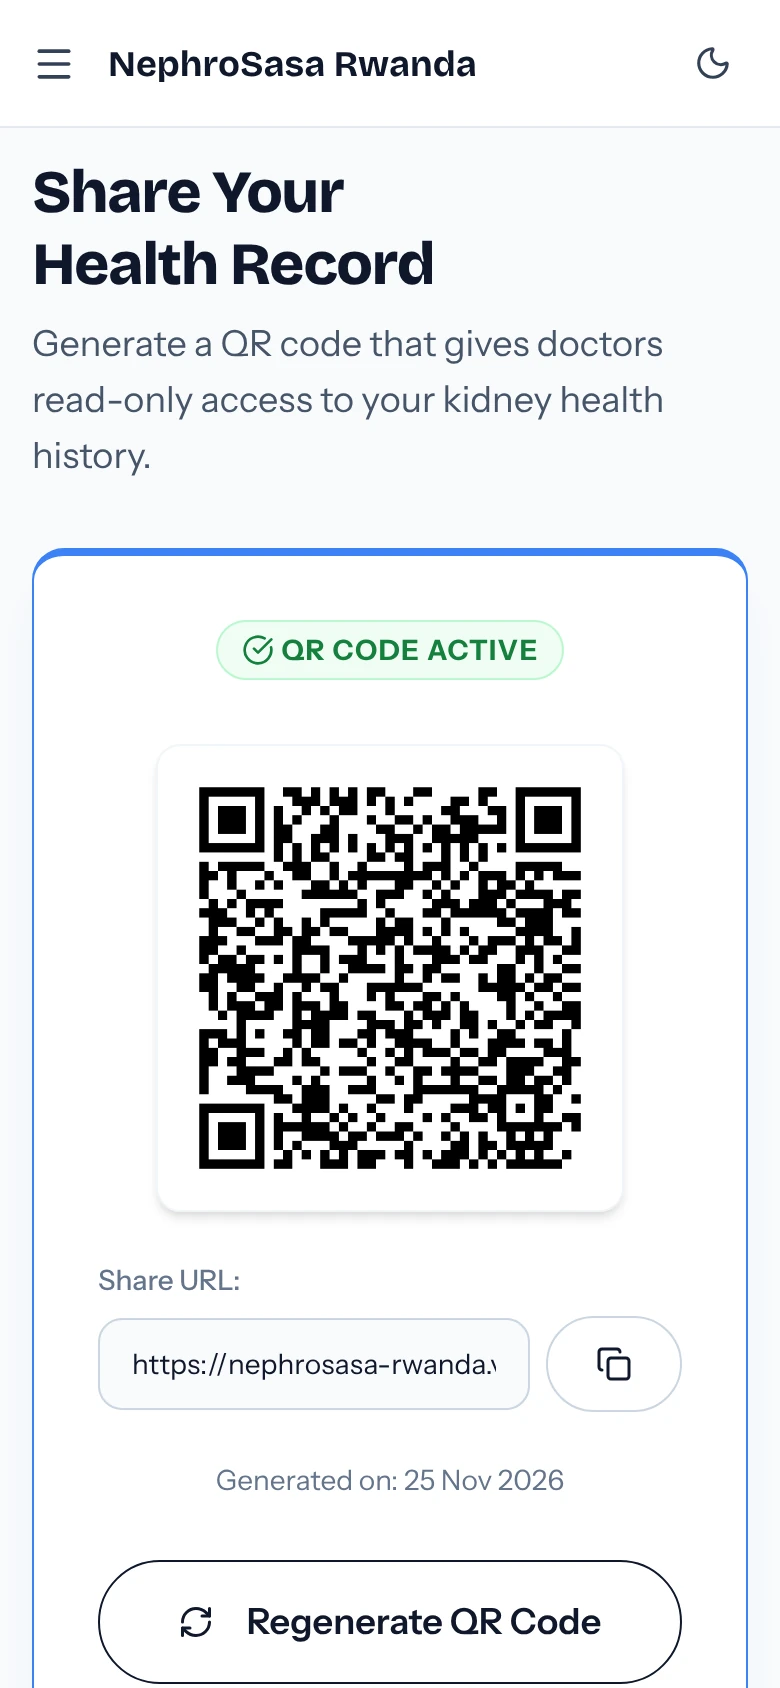 NephroSasa Rwanda
Share Your
Health Record
Generate a QR code that gives doctors
read-only access to your kidney health
history.
QR CODE ACTIVE
Share URL:
https://nephrosasa-rwanda.v
Generated on: 25 Nov 2026
Regenerate QR Code